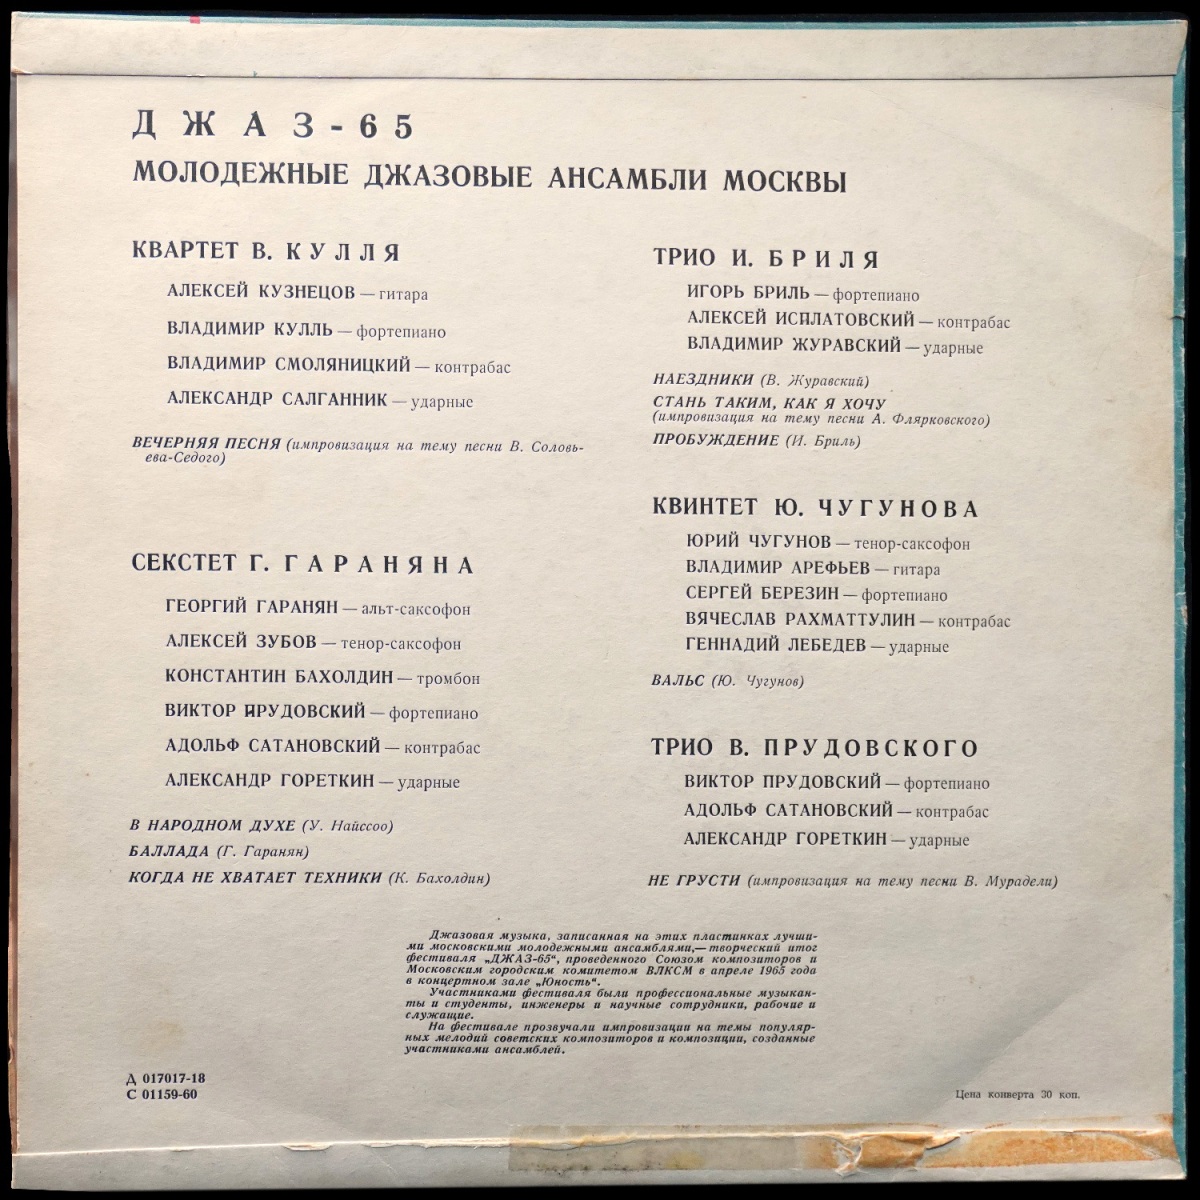 ДЖАЗ-65
МОЛОДЕЖНЫЕ ДЖАЗОВЫЕ АНСАМБЛИ МОСКВЫ
КВАРТЕТ В. КУЛЛЯ
АЛЕКСЕЙ КУЗНЕЦОВ — гитара
ВЛАДИМИР КУЛЛЬ — фортепиано
ВЛАДИМИР СМОЛЯНИЦКИЙ — контрабас
АЛЕКСАНДР САЛГАННИК — ударные
ВЕЧЕРНЯЯ ПЕСНЯ (импровизация на тему песни В. Соловь-
ева-Седого)
СЕКСТЕТ Г. ГАРАНЯНА
ГЕОРГИЙ ГАРАНЯН — альт-саксофон
АЛЕКСЕЙ ЗУБОВ — тенор-саксофон
КОНСТАНТИН БАХОЛДИН — тромбон
ВИКТОР ПРУДОВСКИЙ — фортепиано
АДОЛЬФ САТАНОВСКИЙ — контрабас
АЛЕКСАНДР ГОРЕТКИН — ударные
В НАРОДНОМ ДУХЕ (У. Найссоо)
БАЛЛАДА (Г. Гаранян)
КОГДА НЕ ХВАТАЕТ ТЕХНИКИ (К. Бахолдин)
ТРИО И. БРИЛЯ
ИГОРЬ БРИЛЬ — фортепиано
АЛЕКСЕЙ ИСПЛАТОВСКИЙ — контрабас
ВЛАДИМИР ЖУРАВСКИЙ — ударные
НАЕЗДНИКИ (В. Журавский)
СТАНЬ ТАКИМ, КАК Я ХОЧУ
(импровизация на тему песни А. Флярковского)
ПРОБУЖДЕНИЕ (И. Бриль)
КВИНТЕТ Ю. ЧУГУНОВА
ЮРИЙ ЧУГУНОВ — тенор-саксофон
ВЛАДИМИР АРЕФЬЕВ — гитара
СЕРГЕЙ БЕРЕЗИН — фортепиано
ВЯЧЕСЛАВ РАХМАТТУЛИН — контрабас
ГЕННАДИЙ ЛЕБЕДЕВ — ударные
ВАЛЬС (Ю. Чугунов)
ТРИО В. ПРУДОВСКОГО
ВИКТОР ПРУДОВСКИЙ — фортепиано
АДОЛЬФ САТАНОВСКИЙ — контрабас
АЛЕКСАНДР ГОРЕТКИН — ударные
НЕ ГРУСТИ (импровизация на тему песни В. Мурадели)
Джазовая музыка, записанная на этих пластинках лучши-
ми московскими молодежными ансамблями,— творческий итог
фестиваля „ДЖАЗ-65“, проведенного Союзом композиторов и
Московским городским комитетом ВЛКСМ в апреле 1965 года
в концертном зале „Юность“.
Участниками фестиваля были профессиональные музыкан-
ты и студенты, инженеры и научные сотрудники, рабочие и
служащие.
На фестивале прозвучали импровизации на темы популяр-
ных мелодий советских композиторов и композиции, созданные
участниками ансамблей.
Д 017017-18
С 01159-60
Цена конверта 30 коп.